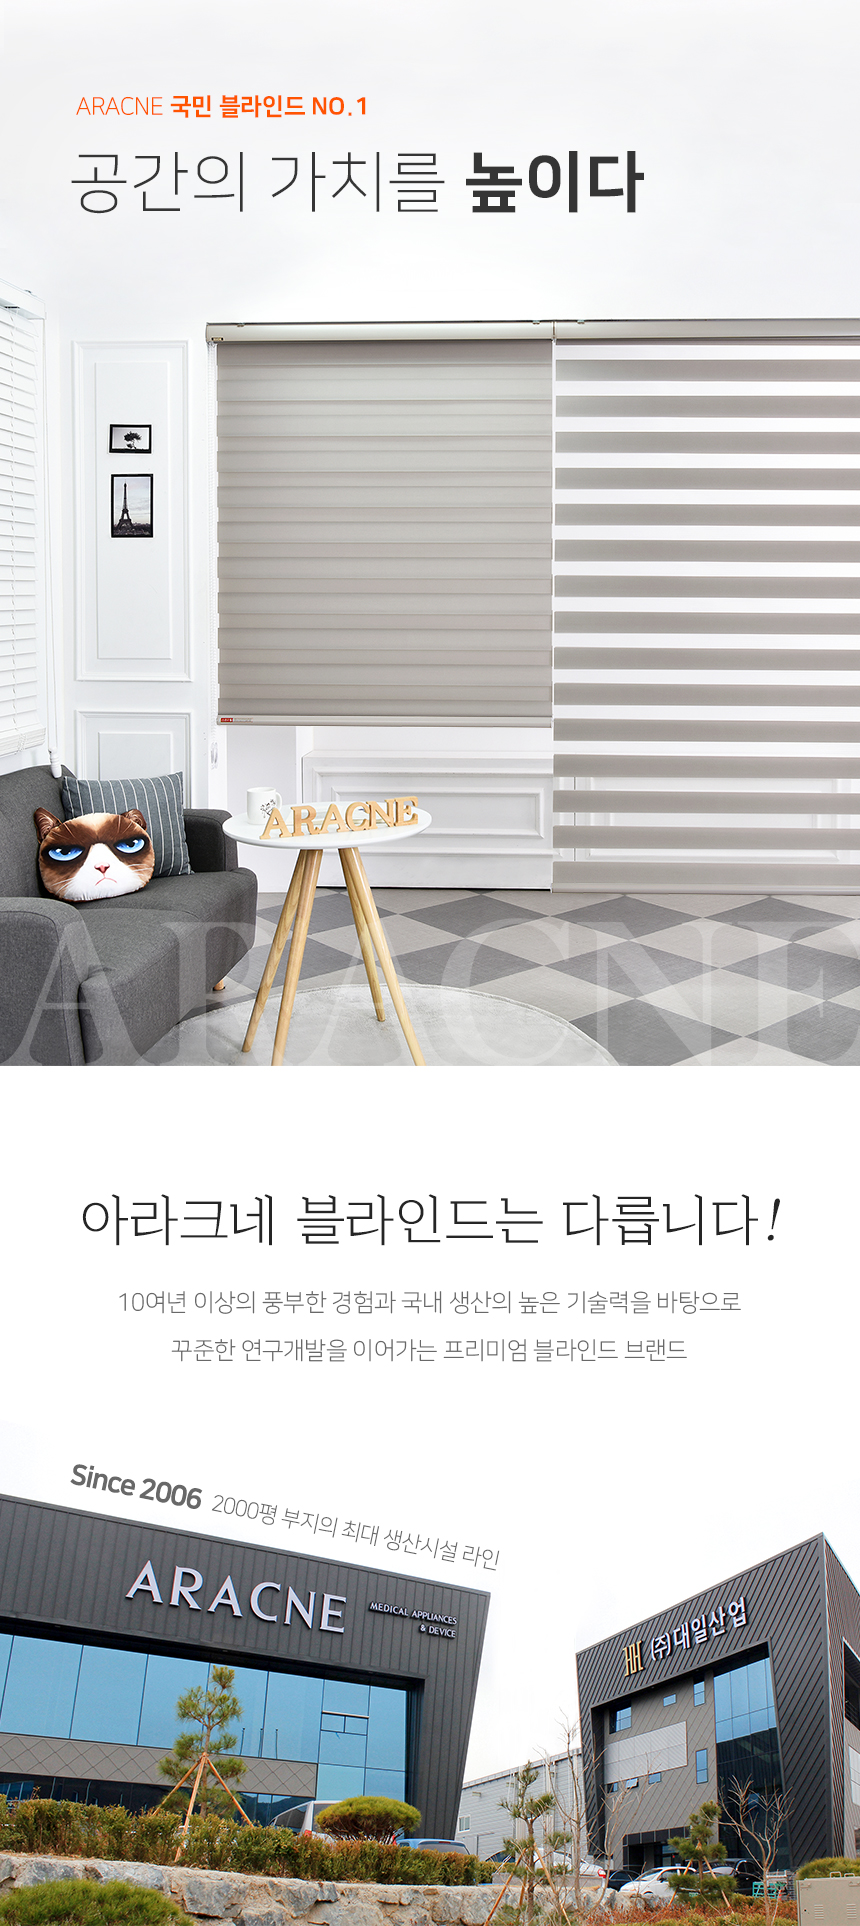 ARACNE 국민 블라인드 NO.1
공간의 가치를 높이다
ARACNE
ARACNE
아라크네 블라인드는 다릅니다!
10여년 이상의 풍부한 경험과 국내 생산의 높은 기술력을 바탕으로
꾸준한 연구개발을 이어가는 프리미엄 블라인드 브랜드
Since 2006 2000평 부지의 최대 생산시설 라인
ARACNE
MEDICAL APPLIANCES
& DEVICE
(주)대일산업